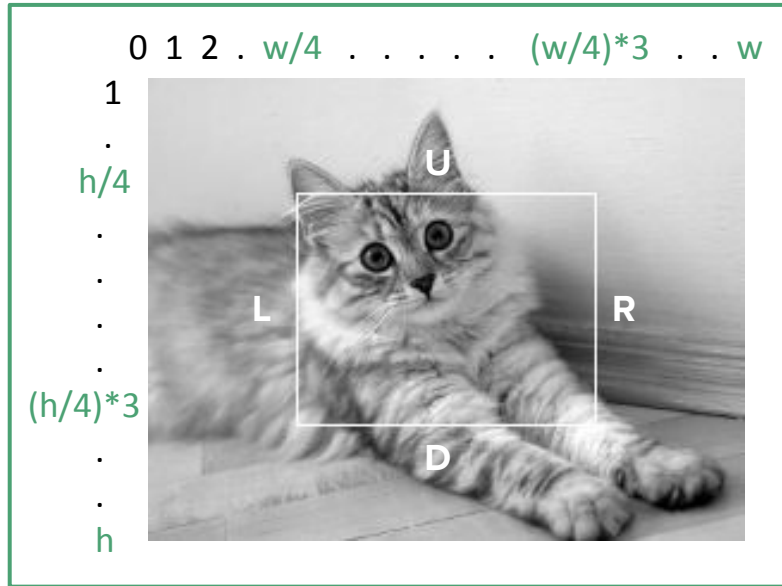 0 1 2 . w/4 . . . . . (w/4)*3 . . w
1
.
h/4
U
.
.
L
R
.
.
(h/4)*3
D
.
.
h